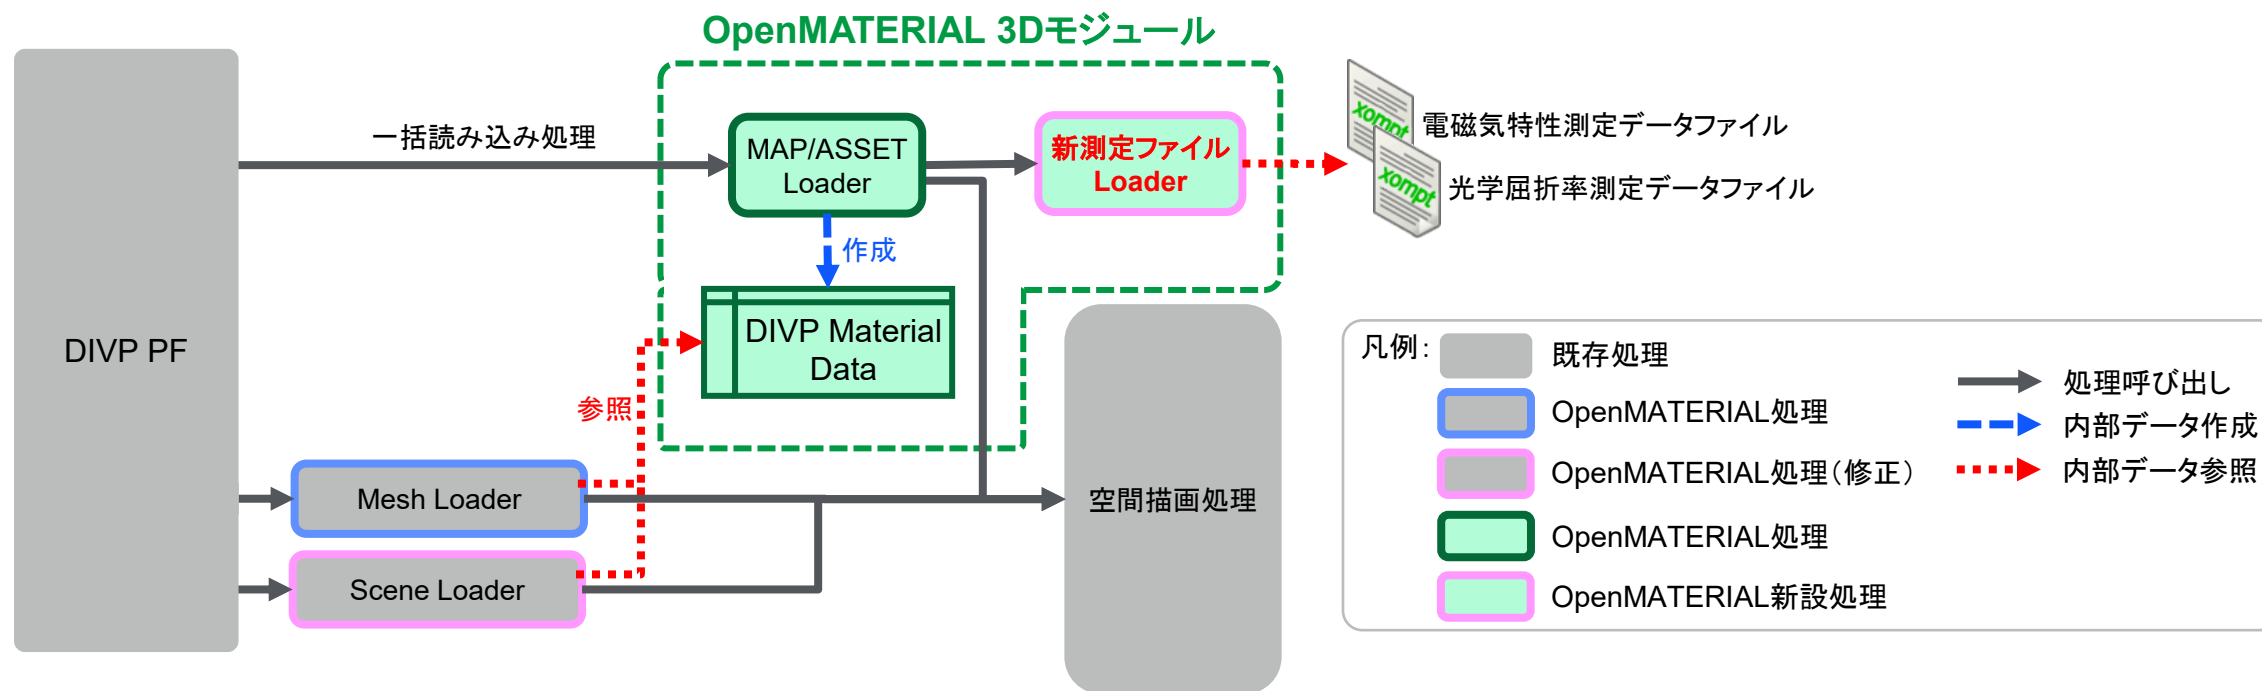 OpenMATERIAL 3Dモジュール
DIVP PF
一括読み込み処理
MAP/ASSET
Loader
新測定ファイル
Loader
xompt
電磁気特性測定データファイル
xompt
光学屈折率測定データファイル
作成
DIVP Material
Data
参照
Mesh Loader
Scene Loader
空間描画処理
凡例:
既存処理
OpenMATERIAL処理
OpenMATERIAL処理(修正)
OpenMATERIAL処理
OpenMATERIAL新設処理
処理呼び出し
内部データ作成
内部データ参照